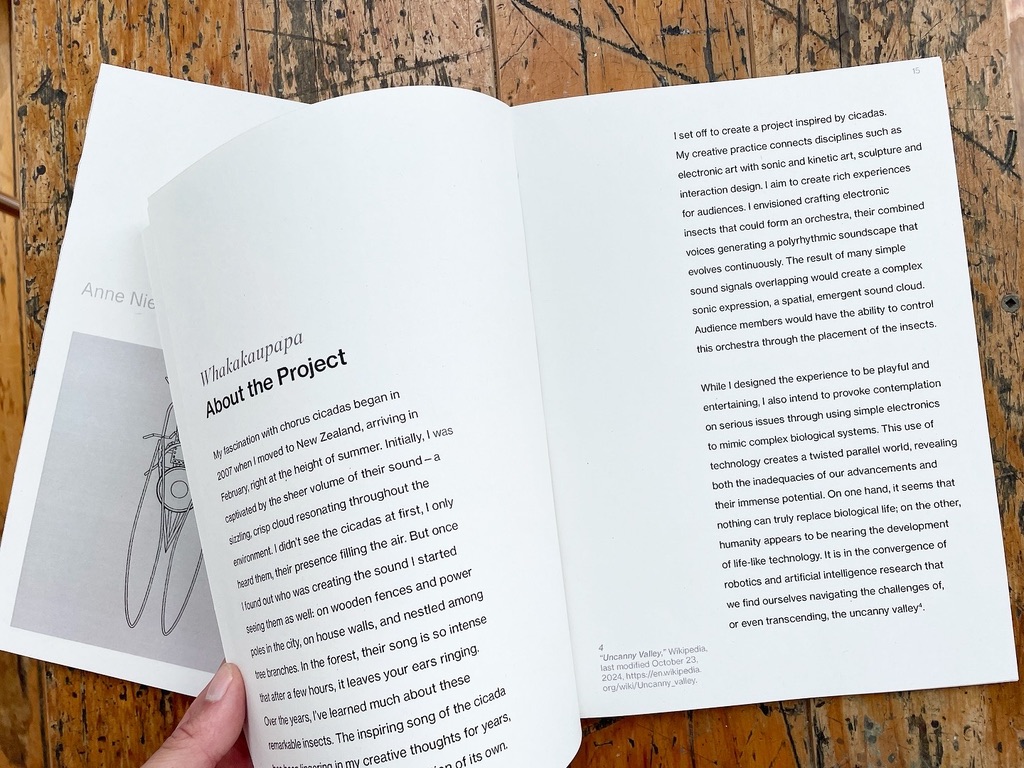 Anne Nie
Whakakaupapa
About the Project
My fascination with chorus cicadas began in
2007 when I moved to New Zealand, arriving in
February, right at the height of summer. Initially, I was
captivated by the sheer volume of their sound – a
sizzling, crisp cloud resonating throughout the
environment. I didn't see the cicadas at first, I only
heard them, their presence filling the air. But once
I found out who was creating the sound I started
seeing them as well: on wooden fences and power
poles in the city, on house walls, and nestled among
tree branches. In the forest, their song is so intense
that after a few hours, it leaves your ears ringing.
Over the years, I've learned much about these
remarkable insects. The inspiring song of the cicada
has been lingering in my creative thoughts for years,
of its own.
15
I set off to create a project inspired by cicadas.
My creative practice connects disciplines such as
electronic art with sonic and kinetic art, sculpture and
interaction design. I aim to create rich experiences
for audiences. I envisioned crafting electronic
insects that could form an orchestra, their combined
voices generating a polyrhythmic soundscape that
evolves continuously. The result of many simple
sound signals overlapping would create a complex
sonic expression, a spatial, emergent sound cloud.
Audience members would have the ability to control
this orchestra through the placement of the insects.
While I designed the experience to be playful and
entertaining, I also intend to provoke contemplation
on serious issues through using simple electronics
to mimic complex biological systems. This use of
technology creates a twisted parallel world, revealing
both the inadequacies of our advancements and
their immense potential. On one hand, it seems that
nothing can truly replace biological life; on the other,
humanity appears to be nearing the development
of life-like technology. It is in the convergence of
robotics and artificial intelligence research that
we find ourselves navigating the challenges of,
or even transcending, the uncanny valley⁴.
4
"Uncanny Valley," Wikipedia,
last modified October 23,
2024, https://en.wikipedia.
org/wiki/Uncanny_valley.